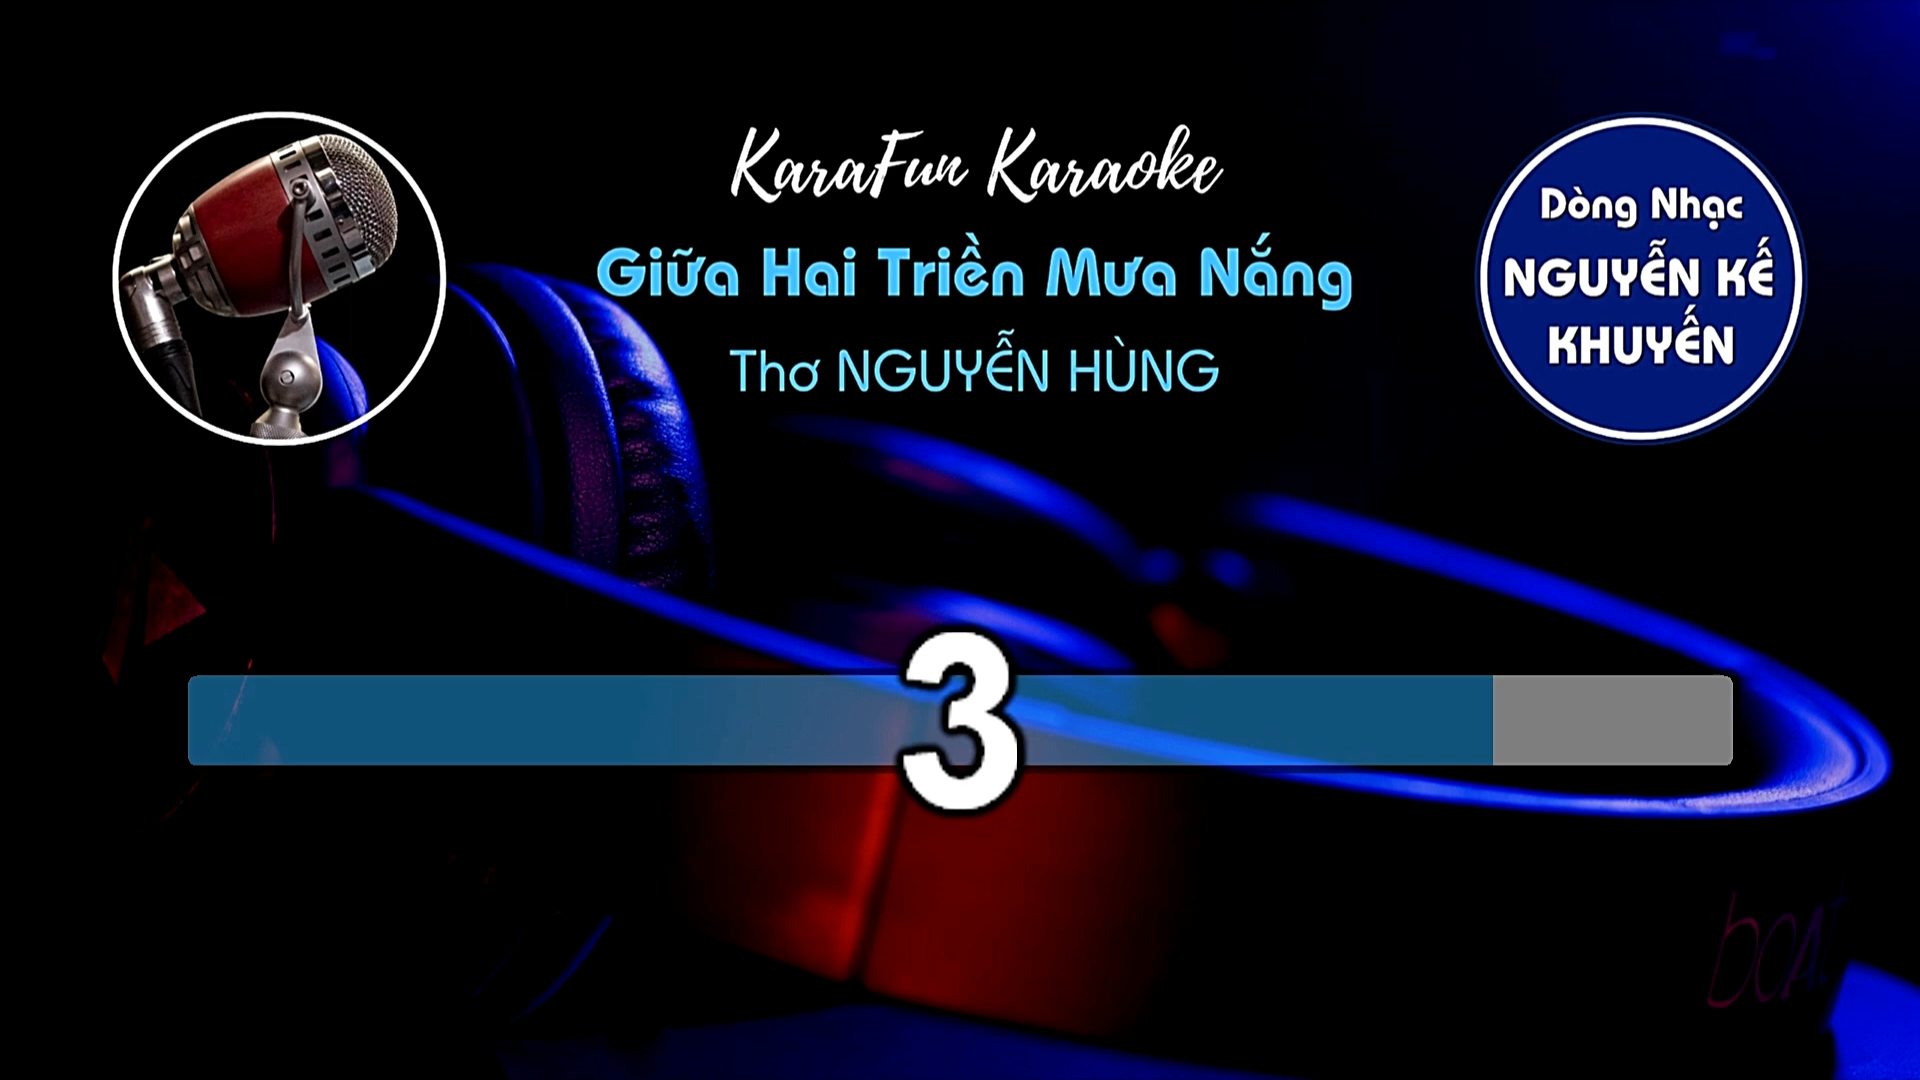 KaraFun Karaoke
Giữa Hai Triền Mưa Nắng
Thơ NGUYỄN HÙNG
Dòng Nhạc
NGUYỄN KẾ
KHUYẾN
3